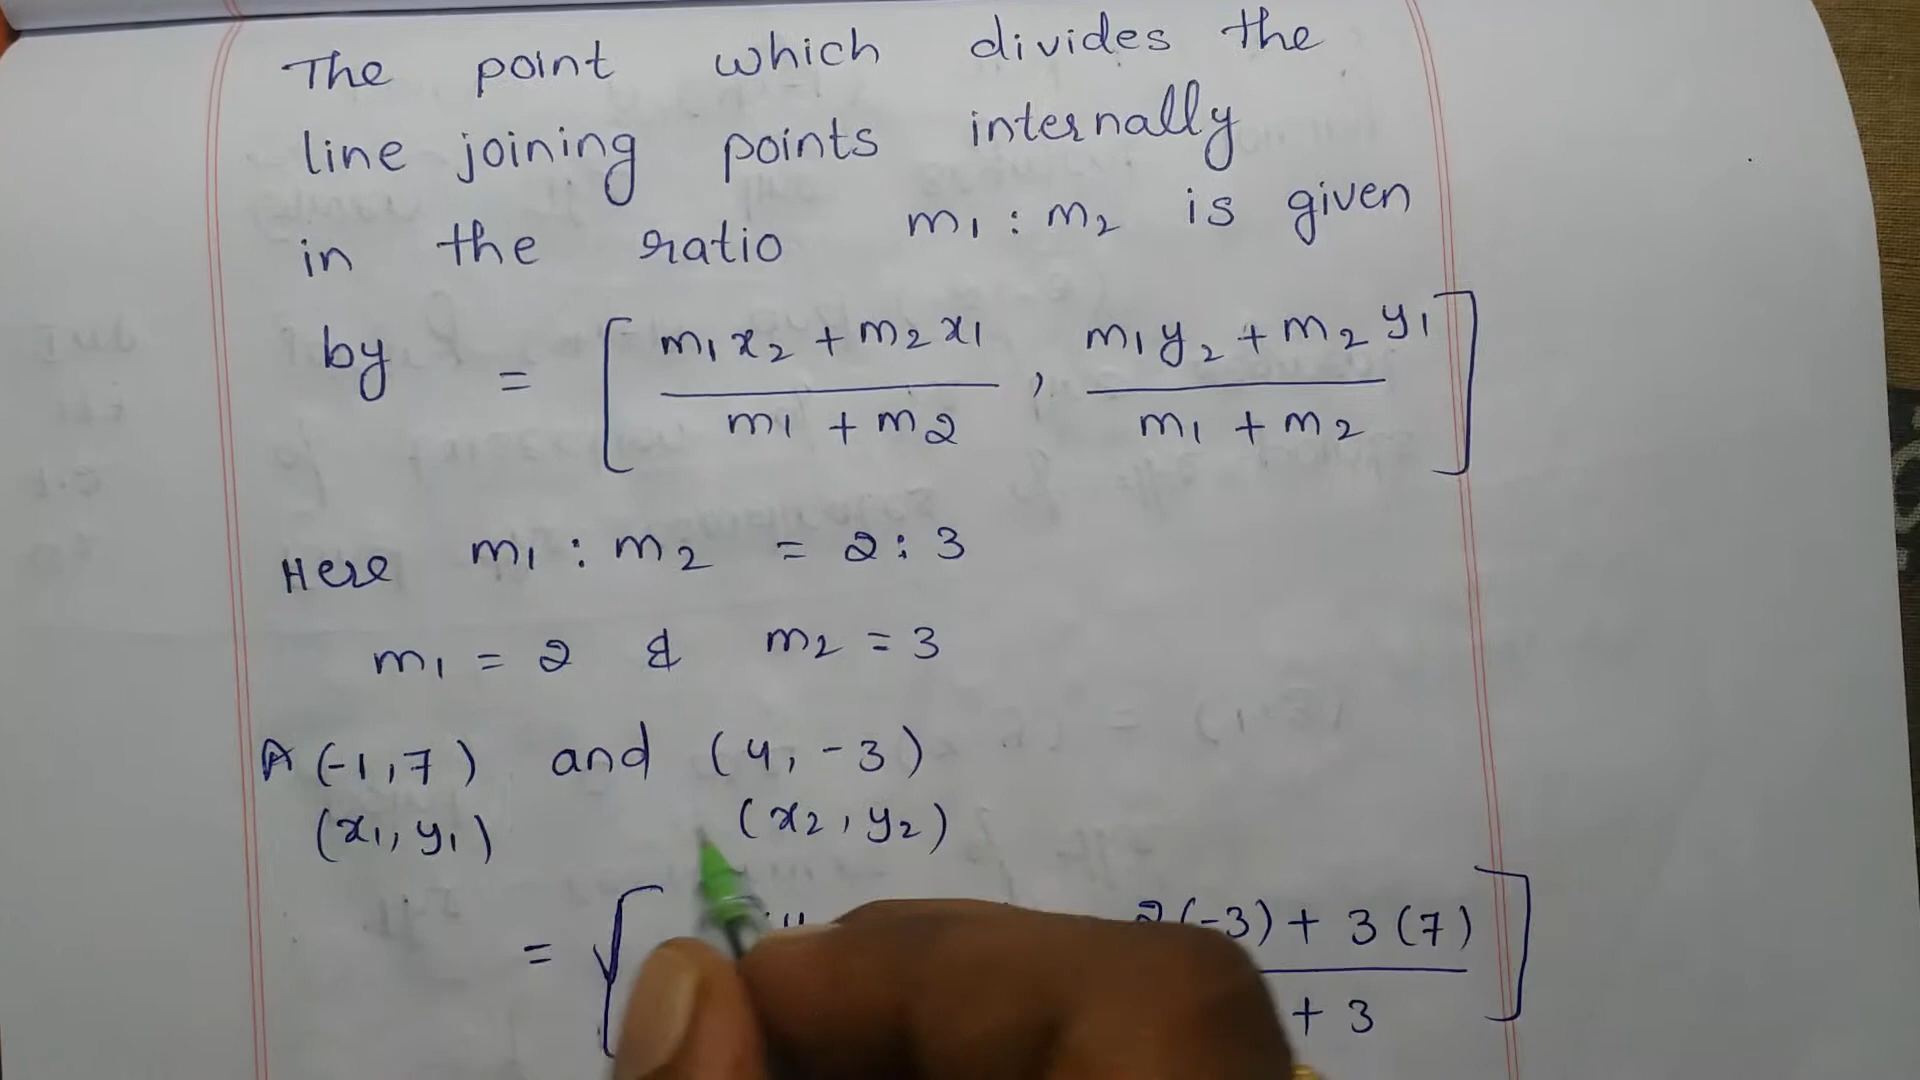 The point which divides the
line joining points internally
in the ratio m₁ : m₂ is given
by = [ (m₁x₂ + m₂x₁) / (m₁ + m₂) , (m₁y₂ + m₂y₁) / (m₁ + m₂) ]
Here m₁ : m₂ = 2 : 3
m₁ = 2 & m₂ = 3
A (-1, 7) and (4, -3)
(x₁, y₁) (x₂, y₂)
= [ 2(-3) + 3(7) ]
+ 3